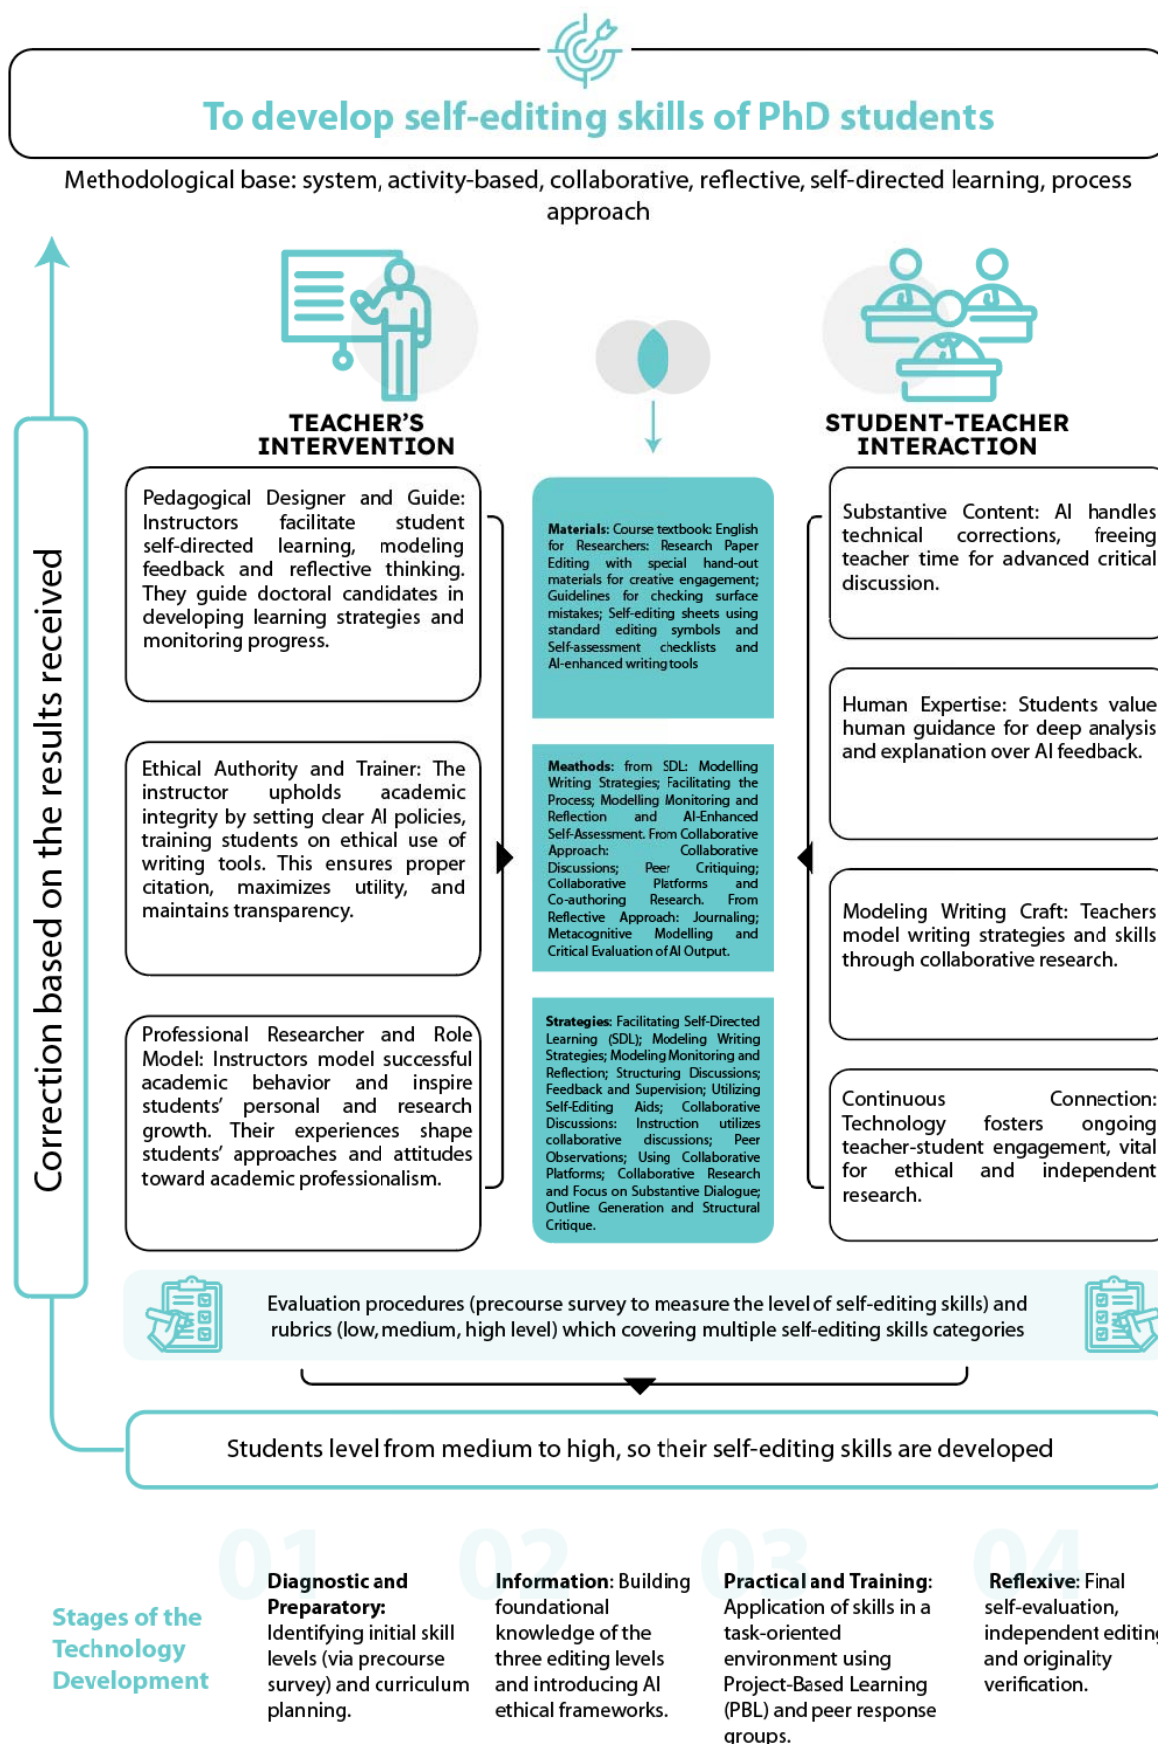 To develop self-editing skills of PhD students
Methodological base: system, activity-based, collaborative, reflective, self-directed learning, process
approach
Correction based on the results received
TEACHER'S
INTERVENTION
Pedagogical Designer and Guide:
Instructors facilitate student
self-directed learning, modeling
feedback and reflective thinking.
They guide doctoral candidates in
developing learning strategies and
monitoring progress.
Ethical Authority and Trainer: The
instructor upholds academic
integrity by setting clear AI policies,
training students on ethical use of
writing tools. This ensures proper
citation, maximizes utility, and
maintains transparency.
Professional Researcher and Role
Model: Instructors model successful
academic behavior and inspire
students' personal and research
growth. Their experiences shape
students' approaches and attitudes
toward academic professionalism.
Materials: Course textbook: English
for Researchers: Research Paper
Editing with special hand-out
materials for creative engagement;
Guidelines for checking surface
mistakes; Self-editing sheets using
standard editing symbols and
Self-assessment checklists and
AI-enhanced writing tools
Meathods: from SDL: Modelling
Writing Strategies; Facilitating the
Process; Modelling Monitoring and
Reflection and AI-Enhanced
Self-Assessment. From Collaborative
Approach: Collaborative
Discussions; Peer Critiquing;
Collaborative Platforms and
Co-authoring Research. From
Reflective Approach: Journaling;
Metacognitive Modelling and
Critical Evaluation of AI Output.
Strategies: Facilitating Self-Directed
Learning (SDL); Modeling Writing
Strategies; Modeling Monitoring and
Reflection; Structuring Discussions;
Feedback and Supervision; Utilizing
Self-Editing Aids; Collaborative
Discussions: Instruction utilizes
collaborative discussions; Peer
Observations; Using Collaborative
Platforms; Collaborative Research
and Focus on Substantive Dialogue;
Outline Generation and Structural
Critique.
STUDENT-TEACHER
INTERACTION
Substantive Content: AI handles
technical corrections, freeing
teacher time for advanced critical
discussion.
Human Expertise: Students value
human guidance for deep analysis
and explanation over AI feedback.
Modeling Writing Craft: Teachers
model writing strategies and skills
through collaborative research.
Continuous Connection:
Technology fosters ongoing
teacher-student engagement, vital
for ethical and independent
research.
Evaluation procedures (precourse survey to measure the level of self-editing skills) and
rubrics (low, medium, high level) which covering multiple self-editing skills categories
Students level from medium to high, so their self-editing skills are developed
Stages of the
Technology
Development
01
Diagnostic and
Preparatory:
Identifying initial skill
levels (via precourse
survey) and curriculum
planning.
02
Information: Building
foundational
knowledge of the
three editing levels
and introducing AI
ethical frameworks.
03
Practical and Training:
Application of skills in a
task-oriented
environment using
Project-Based Learning
(PBL) and peer response
groups.
04
Reflexive: Final
self-evaluation,
independent editing
and originality
verification.